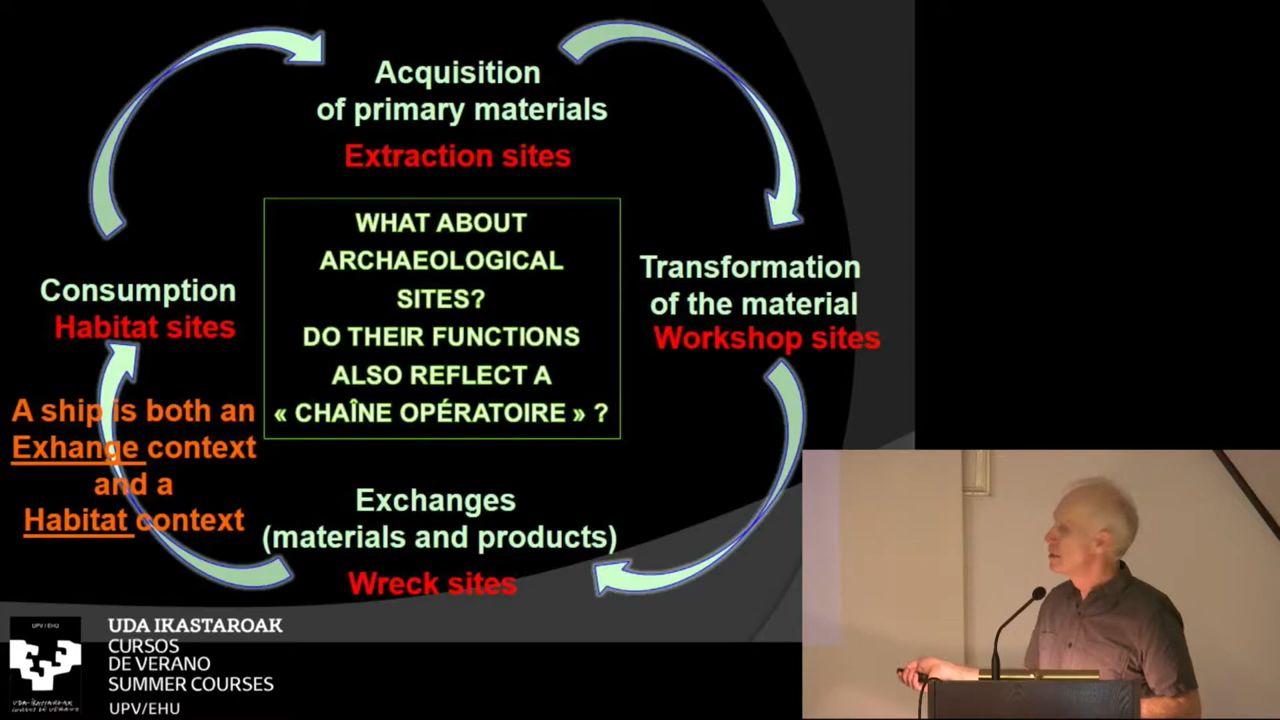 Acquisition
of primary materials
Extraction sites
WHAT ABOUT
ARCHAEOLOGICAL
SITES?
DO THEIR FUNCTIONS
ALSO REFLECT A
« CHAÎNE OPÉRATOIRE » ?
Transformation
of the material
Workshop sites
Consumption
Habitat sites
A ship is both an
Exhange context
and a
Habitat context
Exchanges
(materials and products)
Wreck sites
UPV / EHU
UDA IKASTAROAK
CURSOS
DE VERANO
SUMMER COURSES
UPV/EHU